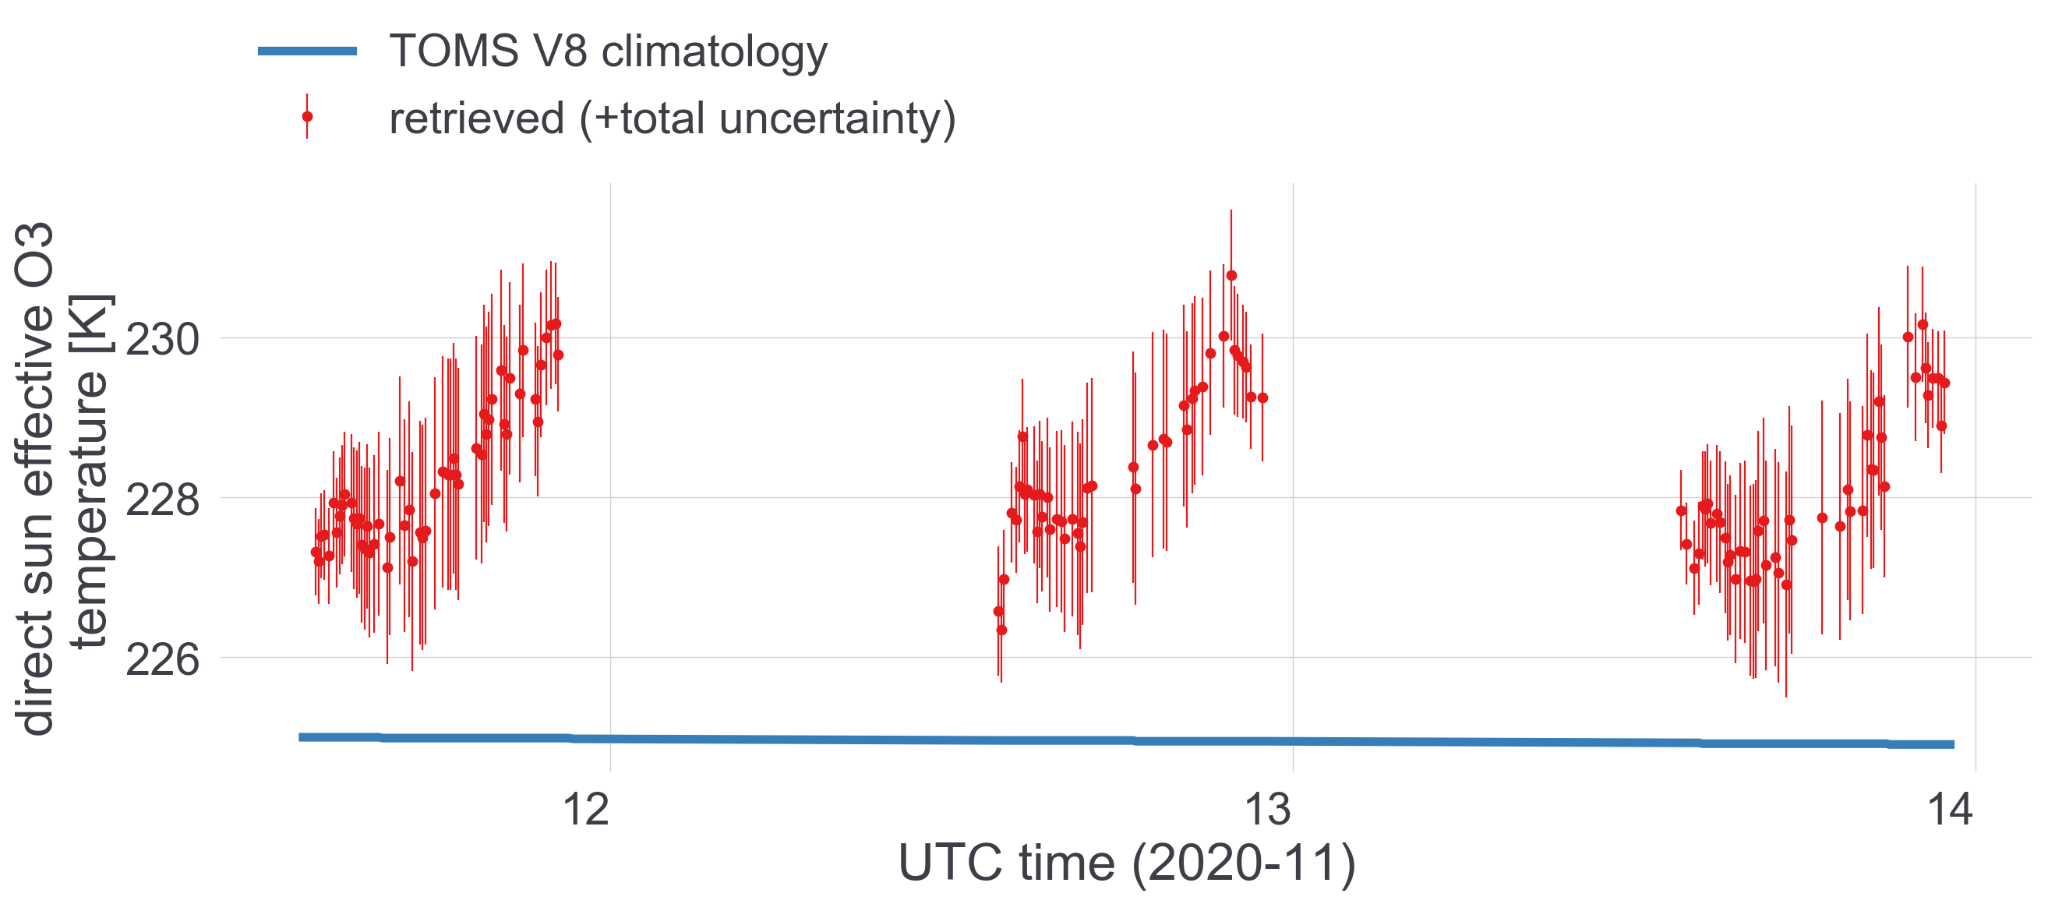 TOMS V8 climatology
retrieved (+total uncertainty)
direct sun effective O3
temperature [K]
230
228
226
12
13
14
UTC time (2020-11)